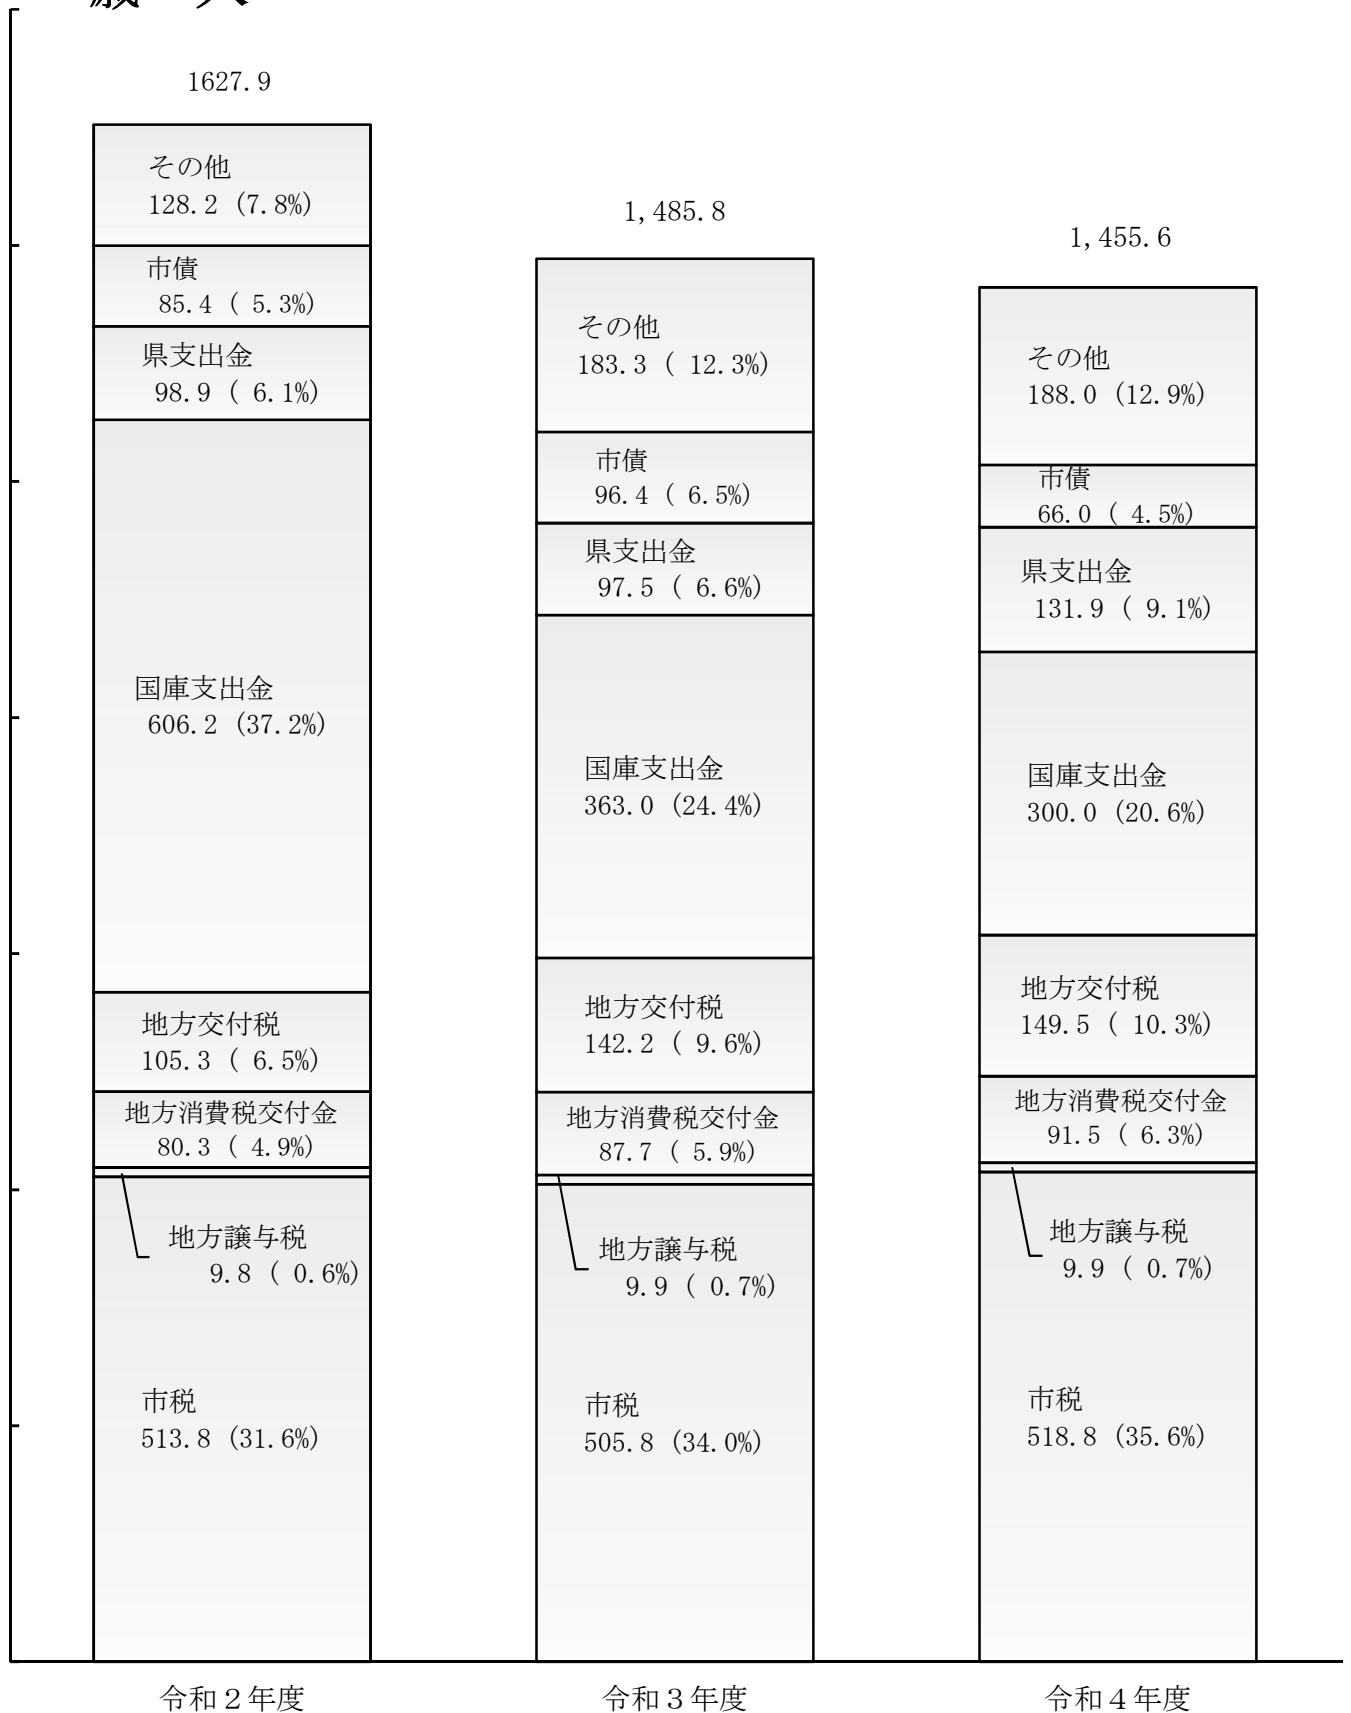 歳 入
1627.9
その他
128.2 (7.8%)
市債
85.4 ( 5.3%)
県支出金
98.9 ( 6.1%)
国庫支出金
606.2 (37.2%)
地方交付税
105.3 ( 6.5%)
地方消費税交付金
80.3 ( 4.9%)
地方譲与税
9.8 ( 0.6%)
市税
513.8 (31.6%)
令和２年度
1,485.8
その他
183.3 ( 12.3%)
市債
96.4 ( 6.5%)
県支出金
97.5 ( 6.6%)
国庫支出金
363.0 (24.4%)
地方交付税
142.2 ( 9.6%)
地方消費税交付金
87.7 ( 5.9%)
地方譲与税
9.9 ( 0.7%)
市税
505.8 (34.0%)
令和３年度
1,455.6
その他
188.0 (12.9%)
市債
66.0 ( 4.5%)
県支出金
131.9 ( 9.1%)
国庫支出金
300.0 (20.6%)
地方交付税
149.5 ( 10.3%)
地方消費税交付金
91.5 ( 6.3%)
地方譲与税
9.9 ( 0.7%)
市税
518.8 (35.6%)
令和４年度